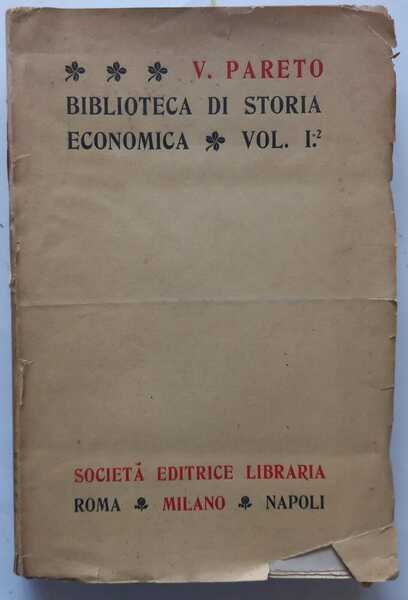 V. PARETO
BIBLIOTECA DI STORIA
ECONOMICA VOL. I.²
SOCIETÀ EDITRICE LIBRARIA
ROMA MILANO NAPOLI